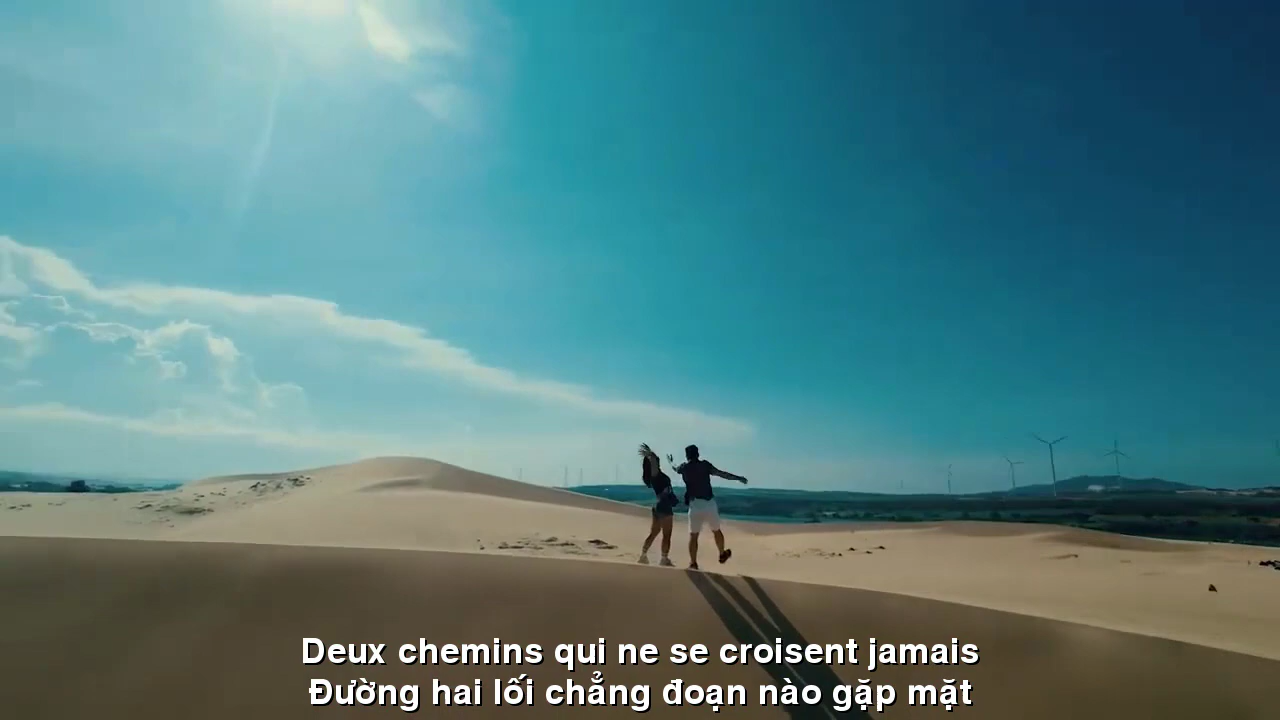 Deux chemins qui ne se croisent jamais
Đường hai lối chẳng đoạn nào gặp mặt